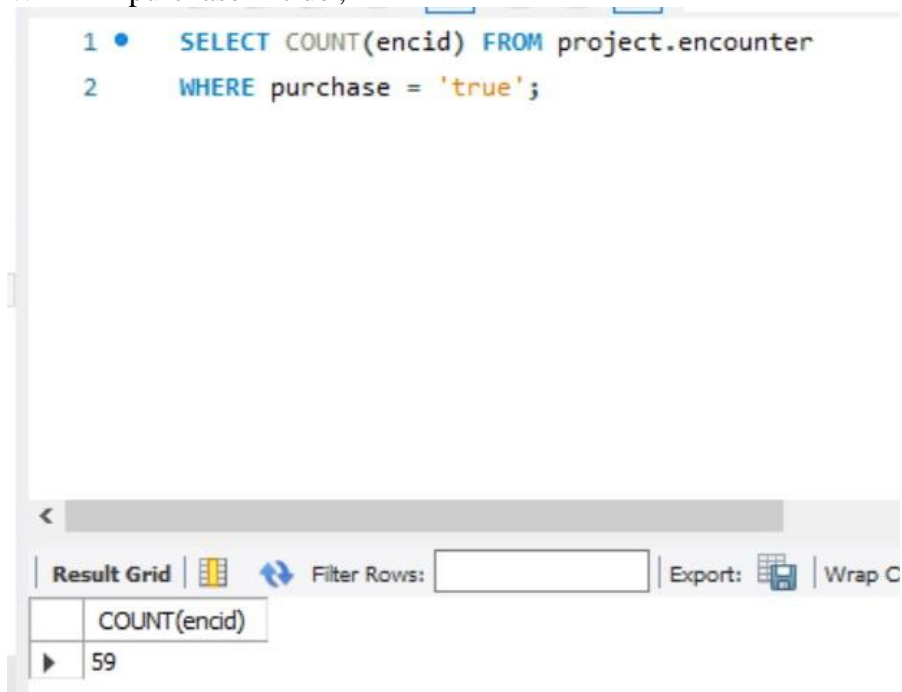 1 SELECT COUNT(encid) FROM project.encounter
2 WHERE purchase = 'true';
Result Grid Filter Rows: Export: Wrap C
COUNT(encid)
59